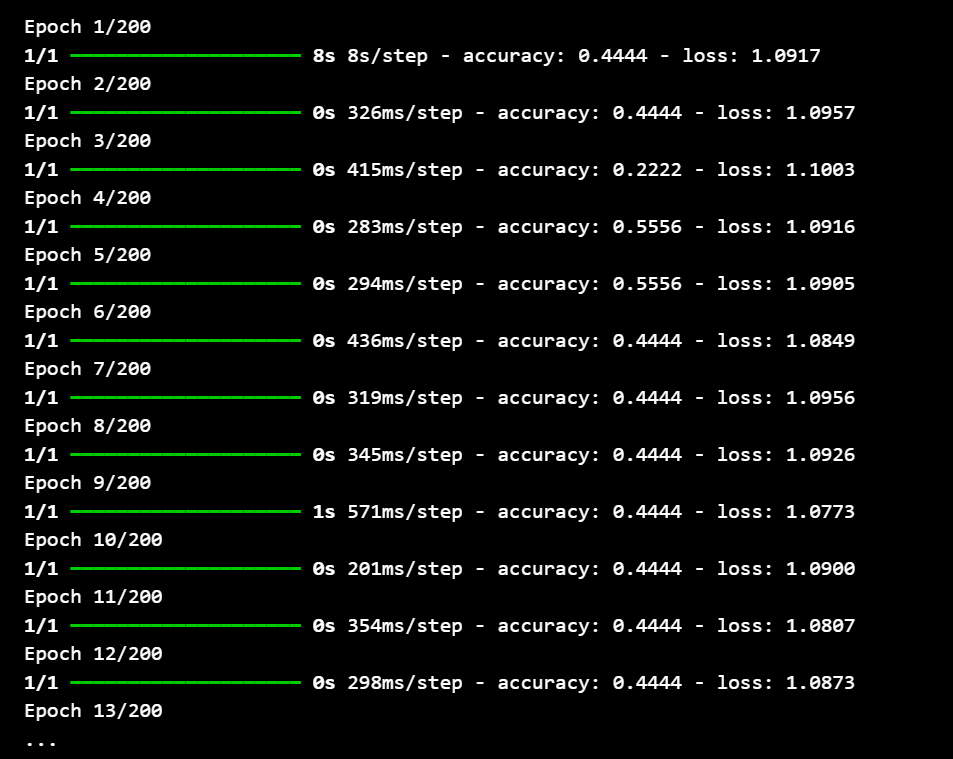 Epoch 1/200
1/1 ━━━━━━━━━━━━━━━━━━━━ 8s 8s/step - accuracy: 0.4444 - loss: 1.0917
Epoch 2/200
1/1 ━━━━━━━━━━━━━━━━━━━━ 0s 326ms/step - accuracy: 0.4444 - loss: 1.0957
Epoch 3/200
1/1 ━━━━━━━━━━━━━━━━━━━━ 0s 415ms/step - accuracy: 0.2222 - loss: 1.1003
Epoch 4/200
1/1 ━━━━━━━━━━━━━━━━━━━━ 0s 283ms/step - accuracy: 0.5556 - loss: 1.0916
Epoch 5/200
1/1 ━━━━━━━━━━━━━━━━━━━━ 0s 294ms/step - accuracy: 0.5556 - loss: 1.0905
Epoch 6/200
1/1 ━━━━━━━━━━━━━━━━━━━━ 0s 436ms/step - accuracy: 0.4444 - loss: 1.0849
Epoch 7/200
1/1 ━━━━━━━━━━━━━━━━━━━━ 0s 319ms/step - accuracy: 0.4444 - loss: 1.0956
Epoch 8/200
1/1 ━━━━━━━━━━━━━━━━━━━━ 0s 345ms/step - accuracy: 0.4444 - loss: 1.0926
Epoch 9/200
1/1 ━━━━━━━━━━━━━━━━━━━━ 1s 571ms/step - accuracy: 0.4444 - loss: 1.0773
Epoch 10/200
1/1 ━━━━━━━━━━━━━━━━━━━━ 0s 201ms/step - accuracy: 0.4444 - loss: 1.0900
Epoch 11/200
1/1 ━━━━━━━━━━━━━━━━━━━━ 0s 354ms/step - accuracy: 0.4444 - loss: 1.0807
Epoch 12/200
1/1 ━━━━━━━━━━━━━━━━━━━━ 0s 298ms/step - accuracy: 0.4444 - loss: 1.0873
Epoch 13/200
...